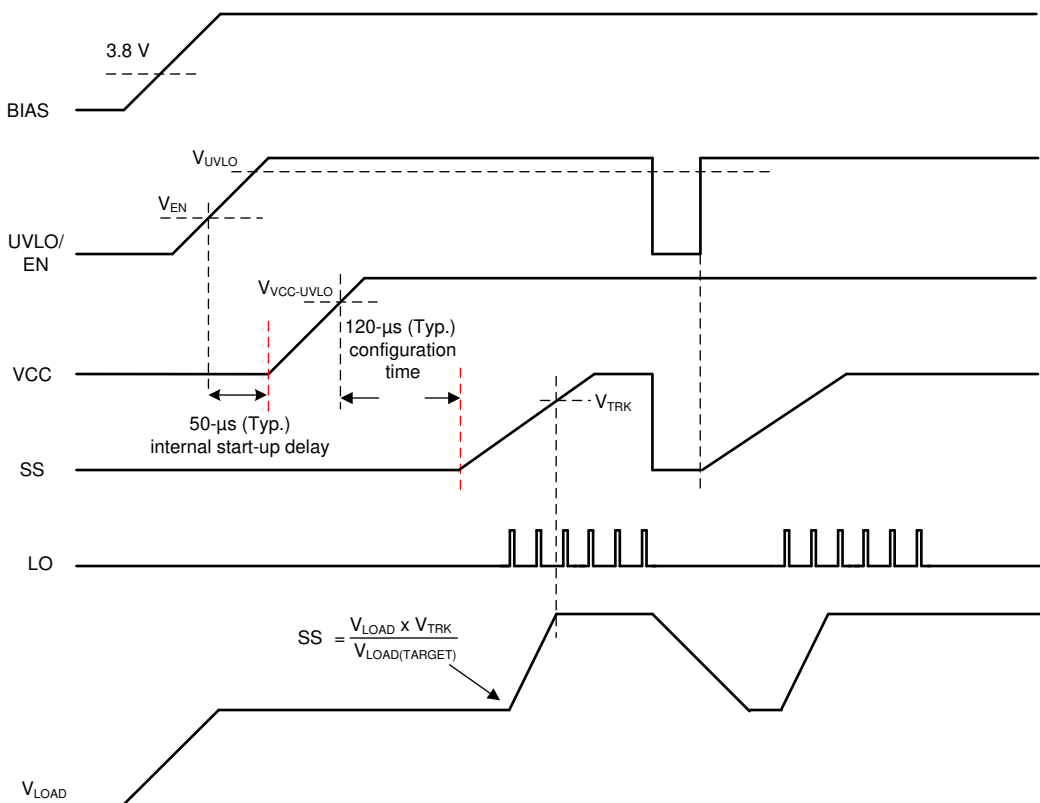 3.8 V
BIAS
VUVLO
VEN
UVLO/
EN
VVCC-UVLO
120-µs (Typ.)
configuration
time
VCC
VTRK
50-µs (Typ.)
internal start-up delay
SS
LO
SS = VLOAD x VTRK
VLOAD(TARGET)
VLOAD